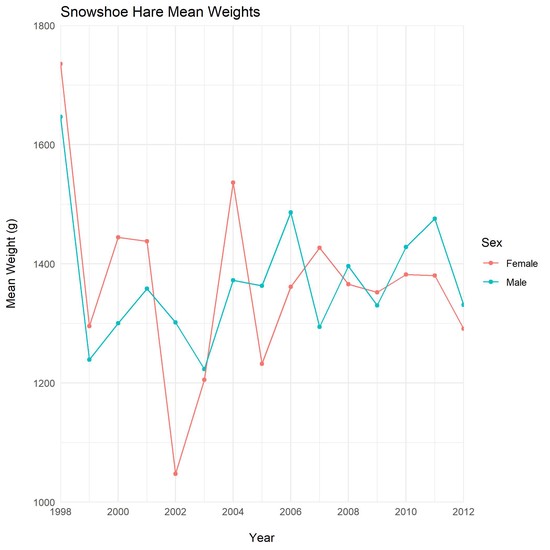 Snowshoe Hare Mean Weights
1800
1600
1400
1200
1000
Mean Weight (g)
1998 2000 2002 2004 2006 2008 2010 2012
Year
Sex
Female
Male